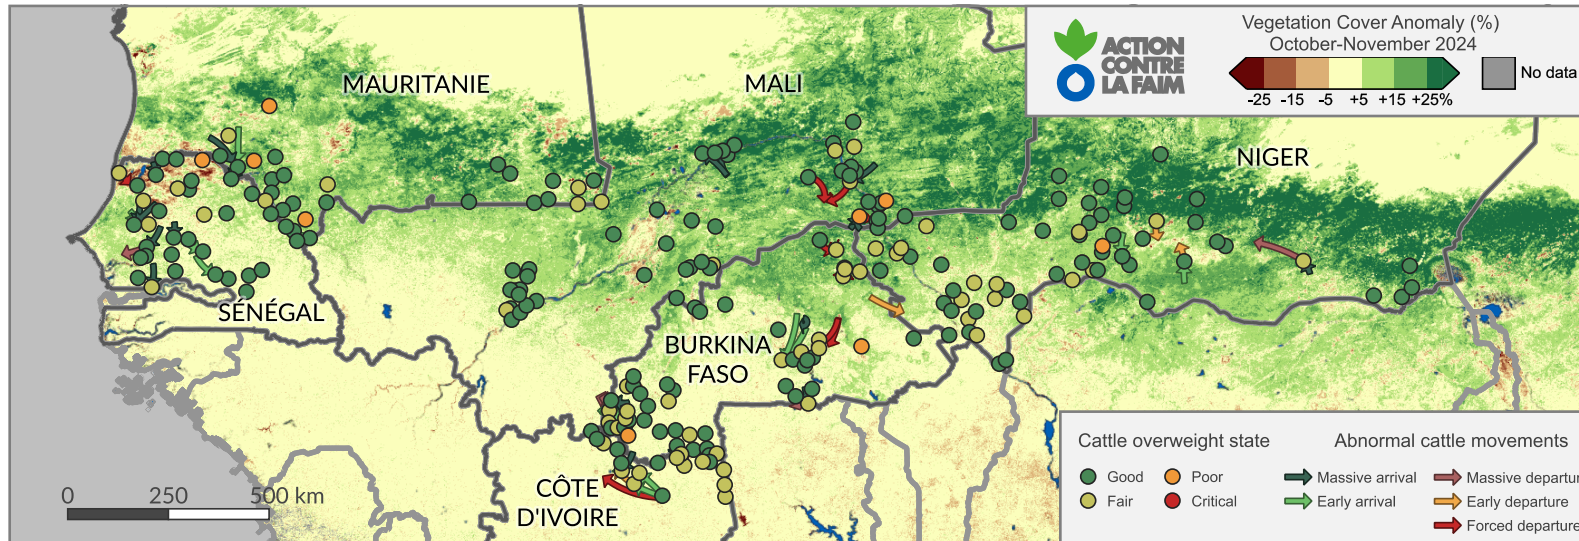 MAURITANIE
MALI
NIGER
SÉNÉGAL
BURKINA
FASO
CÔTE
D'IVOIRE
0 250 500 km
ACTION
CONTRE
LA FAIM
Vegetation Cover Anomaly (%)
October-November 2024
-25 -15 -5 +5 +15 +25%
No data
Cattle overweight state
Good
Poor
Fair
Critical
Abnormal cattle movements
Massive arrival
Massive departur
Early arrival
Early departure
Forced departure